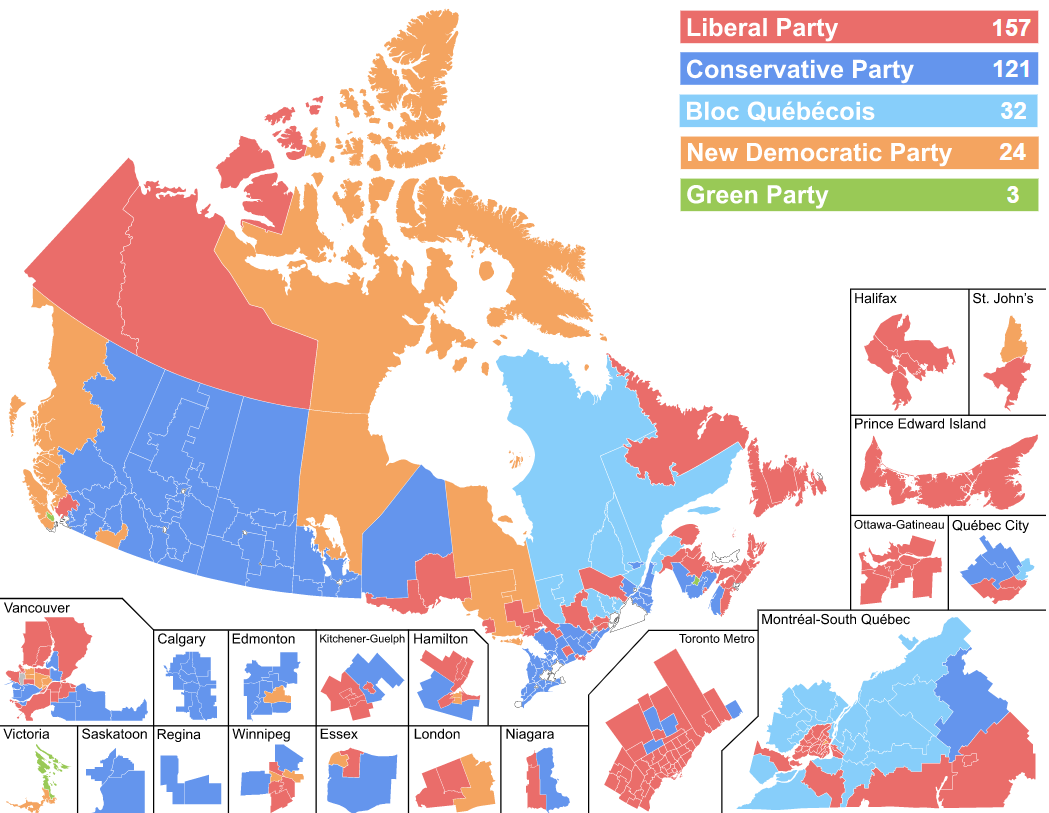 Liberal Party 157
Conservative Party 121
Bloc Québécois 32
New Democratic Party 24
Green Party 3
Halifax
St. John's
Prince Edward Island
Ottawa-Gatineau
Québec City
Vancouver
Calgary
Edmonton
Kitchener-Guelph
Hamilton
Toronto Metro
Montréal-South Québec
Victoria
Saskatoon
Regina
Winnipeg
Essex
London
Niagara